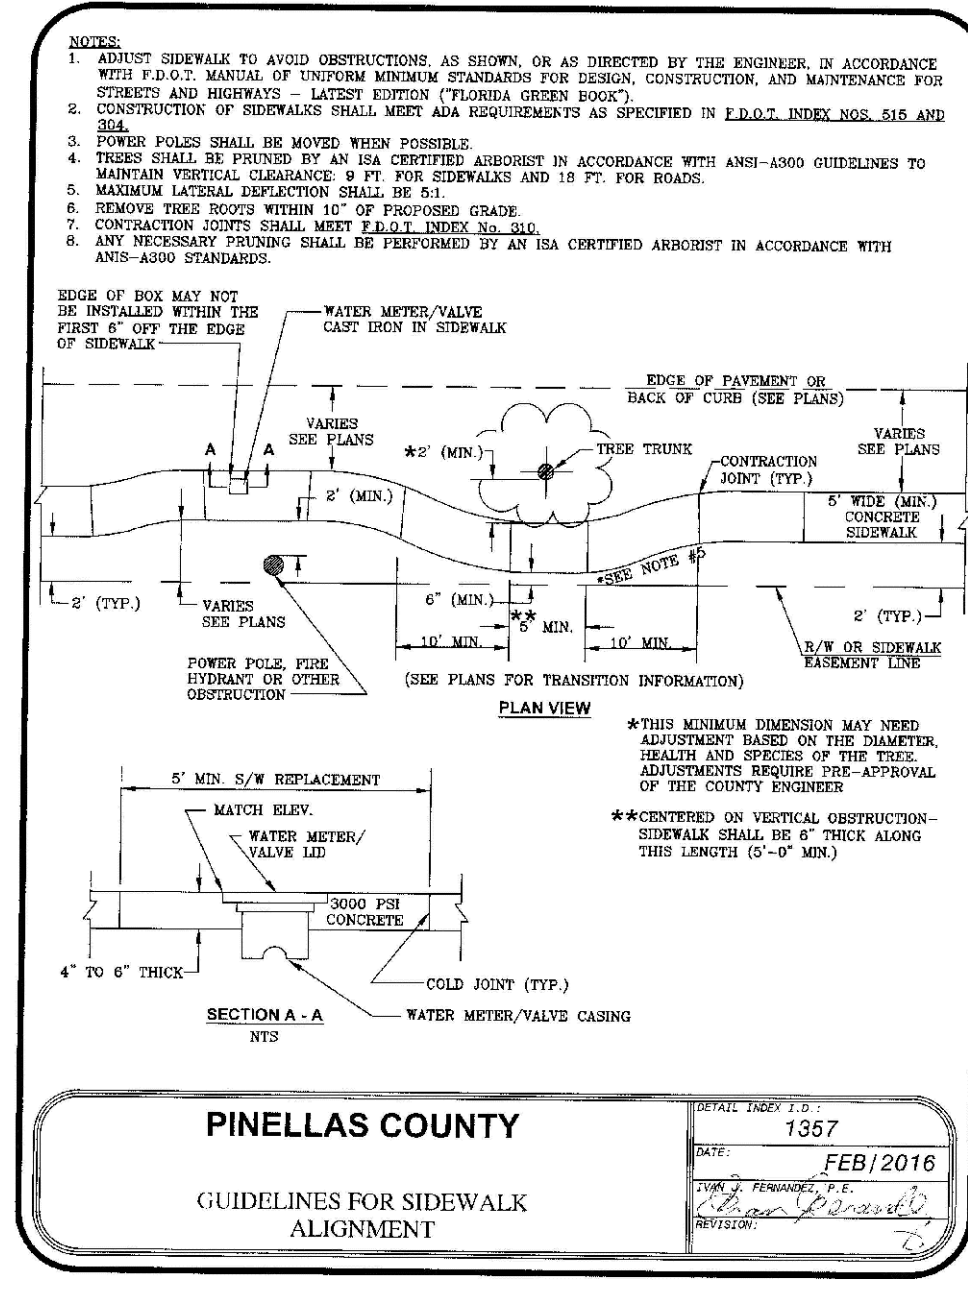 NOTES:
1. ADJUST SIDEWALK TO AVOID OBSTRUCTIONS, AS SHOWN, OR AS DIRECTED BY THE ENGINEER, IN ACCORDANCE
WITH F.D.O.T. MANUAL OF UNIFORM MINIMUM STANDARDS FOR DESIGN, CONSTRUCTION, AND MAINTENANCE FOR
STREETS AND HIGHWAYS – LATEST EDITION ("FLORIDA GREEN BOOK").
2. CONSTRUCTION OF SIDEWALKS SHALL MEET ADA REQUIREMENTS AS SPECIFIED IN F.D.O.T. INDEX NOS. 515 AND
304.
3. POWER POLES SHALL BE MOVED WHEN POSSIBLE.
4. TREES SHALL BE PRUNED BY AN ISA CERTIFIED ARBORIST IN ACCORDANCE WITH ANSI-A300 GUIDELINES TO
MAINTAIN VERTICAL CLEARANCE: 9 FT. FOR SIDEWALKS AND 18 FT. FOR ROADS.
5. MAXIMUM LATERAL DEFLECTION SHALL BE 5:1.
6. REMOVE TREE ROOTS WITHIN 10" OF PROPOSED GRADE.
7. CONTRACTION JOINTS SHALL MEET F.D.O.T. INDEX No. 310.
8. ANY NECESSARY PRUNING SHALL BE PERFORMED BY AN ISA CERTIFIED ARBORIST IN ACCORDANCE WITH
ANIS-A300 STANDARDS.
EDGE OF BOX MAY NOT
BE INSTALLED WITHIN THE
FIRST 6" OFF THE EDGE
OF SIDEWALK
WATER METER/VALVE
CAST IRON IN SIDEWALK
EDGE OF PAVEMENT OR
BACK OF CURB (SEE PLANS)
VARIES
SEE PLANS
A
A
*2' (MIN.)
TREE TRUNK
VARIES
SEE PLANS
CONTRACTION
JOINT (TYP.)
2' (MIN.)
5' WIDE (MIN.)
CONCRETE
SIDEWALK
*SEE NOTE #5
2' (TYP.)
VARIES
SEE PLANS
6" (MIN.)
**
5' MIN.
2' (TYP.)
10' MIN.
10' MIN.
R/W OR SIDEWALK
EASEMENT LINE
POWER POLE, FIRE
HYDRANT OR OTHER
OBSTRUCTION
(SEE PLANS FOR TRANSITION INFORMATION)
PLAN VIEW
*THIS MINIMUM DIMENSION MAY NEED
ADJUSTMENT BASED ON THE DIAMETER,
HEALTH AND SPECIES OF THE TREE.
ADJUSTMENTS REQUIRE PRE-APPROVAL
OF THE COUNTY ENGINEER
**CENTERED ON VERTICAL OBSTRUCTION-
SIDEWALK SHALL BE 6" THICK ALONG
THIS LENGTH (5'-0" MIN.)
5' MIN. S/W REPLACEMENT
MATCH ELEV.
WATER METER/
VALVE LID
3000 PSI
CONCRETE
4" TO 6" THICK
COLD JOINT (TYP.)
WATER METER/VALVE CASING
SECTION A - A
NTS
PINELLAS COUNTY
GUIDELINES FOR SIDEWALK
ALIGNMENT
DETAIL INDEX I.D.:
1357
DATE:
FEB/2016
IVAN J. FERNANDEZ, P.E.
REVISION: